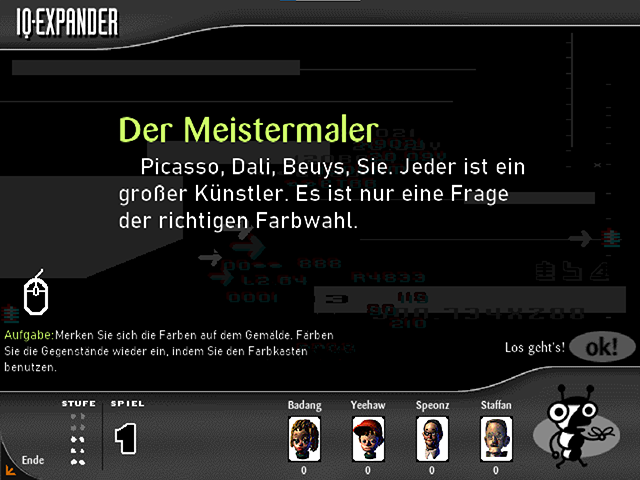 IQ-EXPANDER
Der Meistermaler
Picasso, Dali, Beuys, Sie. Jeder ist ein
großer Künstler. Es ist nur eine Frage
der richtigen Farbwahl.
Aufgabe: Merken Sie sich die Farben auf dem Gemälde. Farben
Sie die Gegenstände wieder ein, indem Sie den Farbkasten
benutzen.
Los geht's! ok!
STUFE SPIEL
1
Badang Yeehaw Speonz Staffan
0 0 0 0
Ende